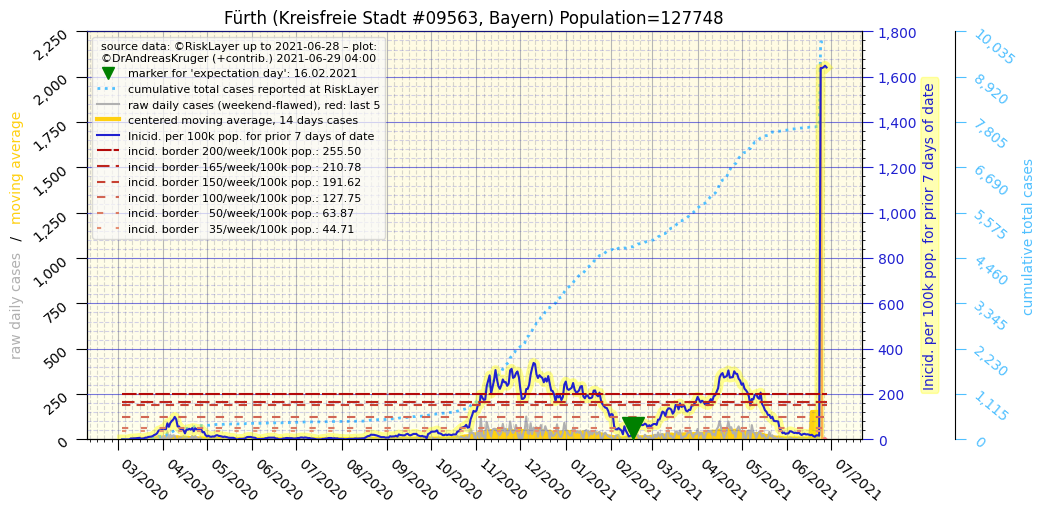 Fürth (Kreisfreie Stadt #09563, Bayern) Population=127748
source data: ©RiskLayer up to 2021-06-28 – plot:
©DrAndreasKruger (+contrib.) 2021-06-29 04:00
marker for 'expectation day': 16.02.2021
cumulative total cases reported at RiskLayer
raw daily cases (weekend-flawed), red: last 5
centered moving average, 14 days cases
Inicid. per 100k pop. for prior 7 days of date
incid. border 200/week/100k pop.: 255.50
incid. border 165/week/100k pop.: 210.78
incid. border 150/week/100k pop.: 191.62
incid. border 100/week/100k pop.: 127.75
incid. border 50/week/100k pop.: 63.87
incid. border 35/week/100k pop.: 44.71
raw daily cases / moving average
2,250
2,000
1,750
1,500
1,250
1,000
750
500
250
0
1,800
1,600
1,400
1,200
1,000
800
600
400
200
0
Inicid. per 100k pop. for prior 7 days of date
10,035
8,920
7,805
6,690
5,575
4,460
3,345
2,230
1,115
0
cumulative total cases
03/2020
04/2020
05/2020
06/2020
07/2020
08/2020
09/2020
10/2020
11/2020
12/2020
01/2021
02/2021
03/2021
04/2021
05/2021
06/2021
07/2021